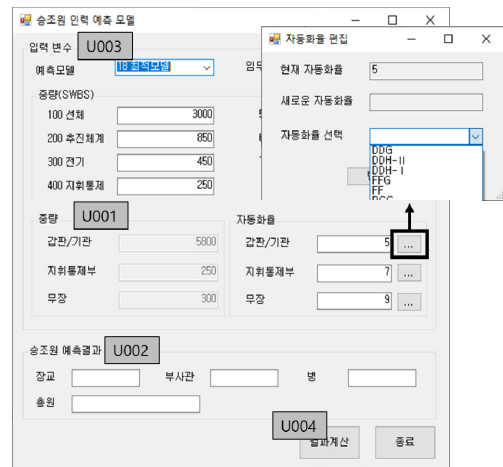 승조원 인력 예측 모델
입력 변수 U003
예측모델 18 최적모델
중량(SWBS)
100 선체 3000
200 추진체계 850
300 전기 450
400 지휘통제 250
자동화율 편집
현재 자동화율 5
새로운 자동화율
자동화율 선택
DDG
DDH-II
DDH-I
FFG
FF
중량 U001
갑판/기관 5800
지휘통제부 250
무장 300
자동화율
갑판/기관 5 ...
지휘통제부 7 ...
무장 9 ...
승조원 예측결과 U002
장교 부사관 병
총원
U004
결과계산 종료